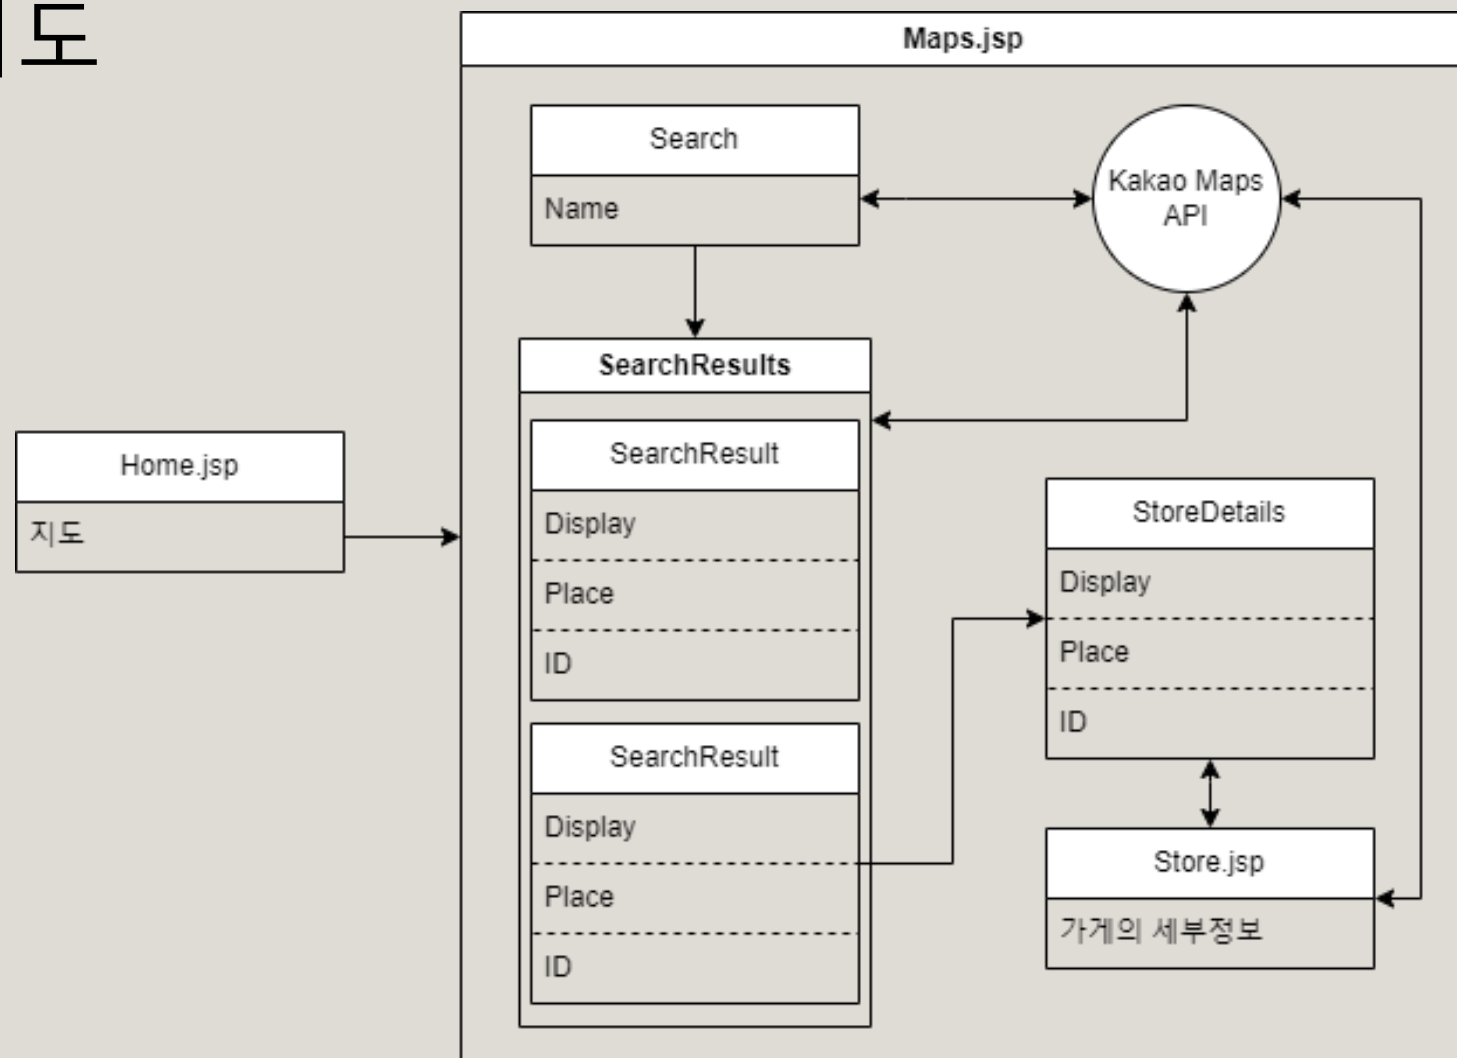 도
Maps.jsp
Search
Name
Kakao Maps
API
SearchResults
SearchResult
Display
Place
ID
SearchResult
Display
Place
ID
Home.jsp
지도
StoreDetails
Display
Place
ID
Store.jsp
가게의 세부정보